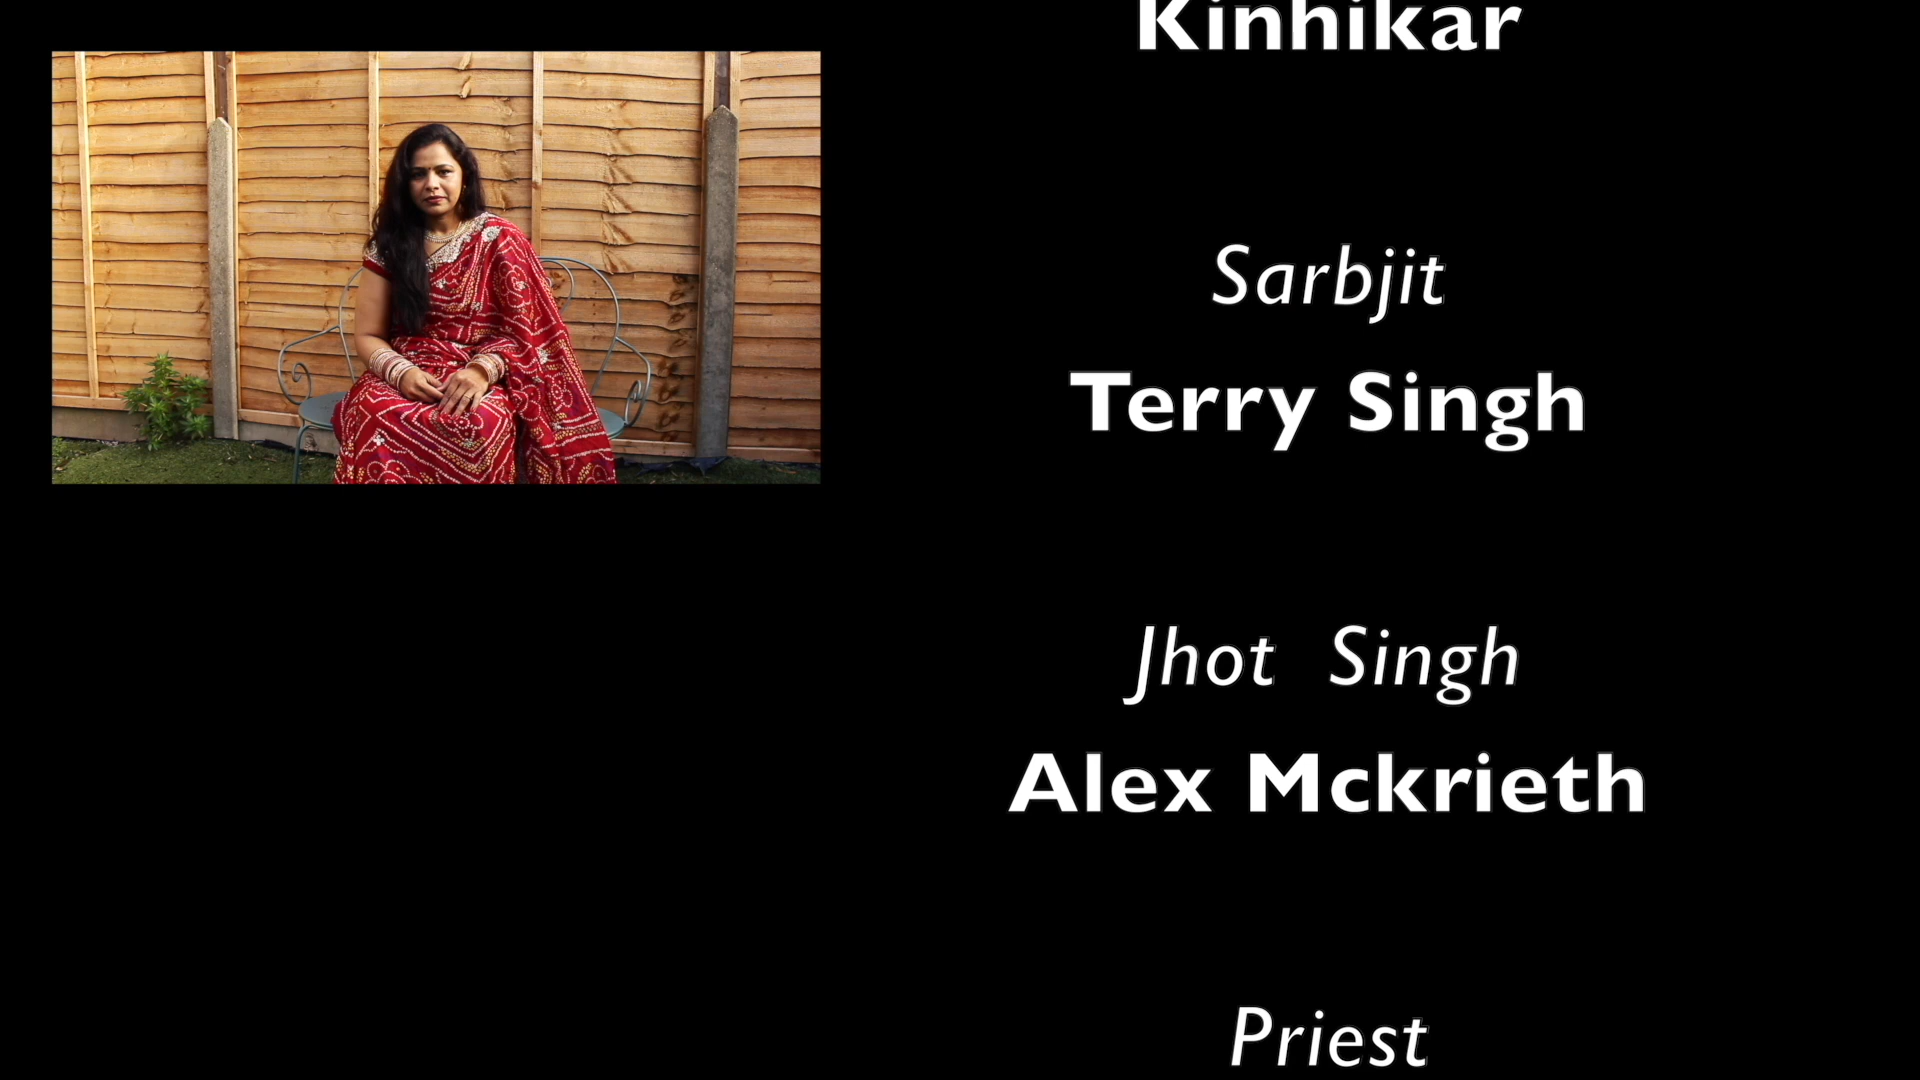 Kinhikar
Sarbjit
Terry Singh
Jhot Singh
Alex Mckrieth
Priest